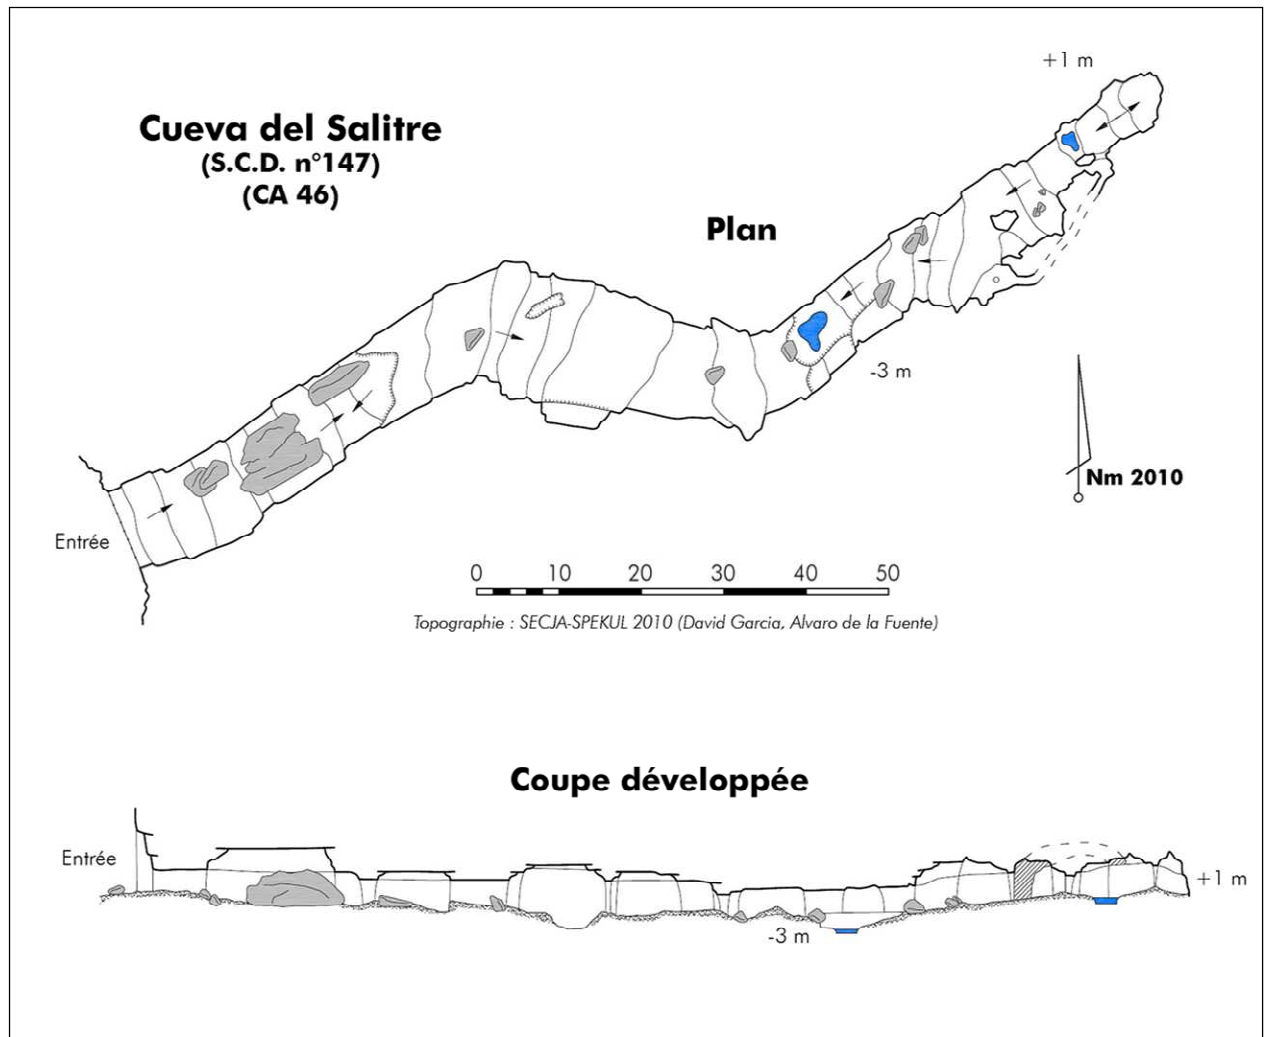 Cueva del Salitre
(S.C.D. n°147)
(CA 46)
+1 m
Plan
-3 m
Nm 2010
Entrée
0 10 20 30 40 50
Topographie : SECJA-SPEKUL 2010 (David Garcia, Alvaro de la Fuente)
Coupe développée
Entrée
+1 m
-3 m